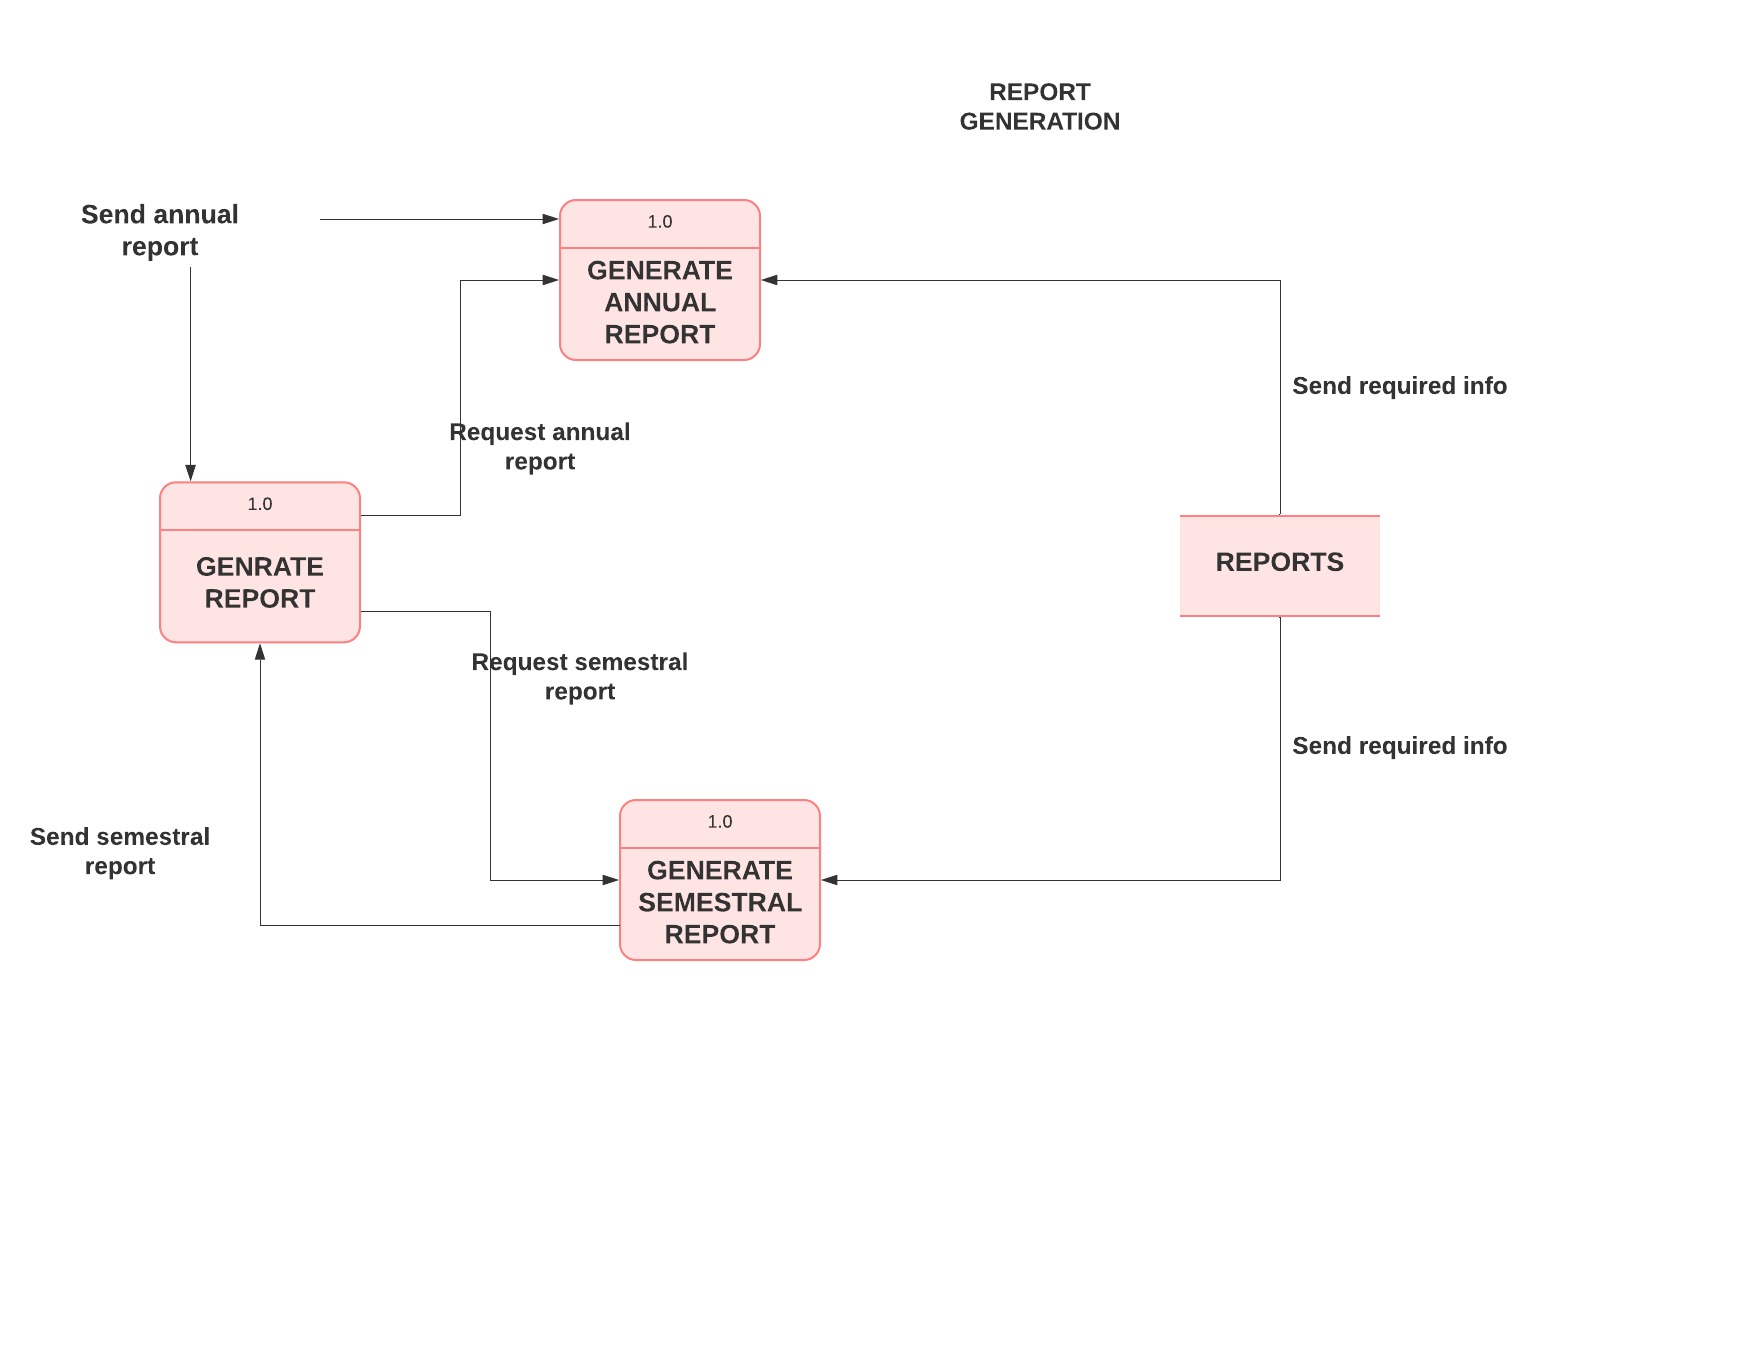 REPORT
GENERATION
Send annual
report
1.0
GENERATE
ANNUAL
REPORT
Send required info
Request annual
report
1.0
GENRATE
REPORT
REPORTS
Request semestral
report
Send required info
Send semestral
report
1.0
GENERATE
SEMESTRAL
REPORT